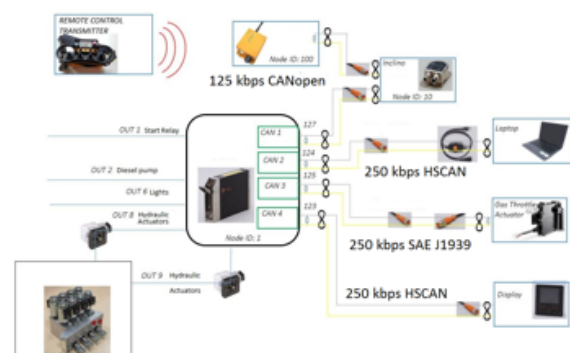 REMOTE CONTROL
TRANSMITTER
Node ID: 100
125 kbps CANopen
Inclino
Node ID: 10
OUT 1 Start Relay
CAN 1
127
CAN 2
124
Laptop
250 kbps HSCAN
OUT 2 Diesel pump
CAN 3
125
OUT 6 Lights
OUT 8 Hydraulic
Actuators
CAN 4
123
Gas Throttle
Actuator
Node ID: 1
250 kbps SAE J1939
OUT 9 Hydraulic
Actuators
250 kbps HSCAN
Display